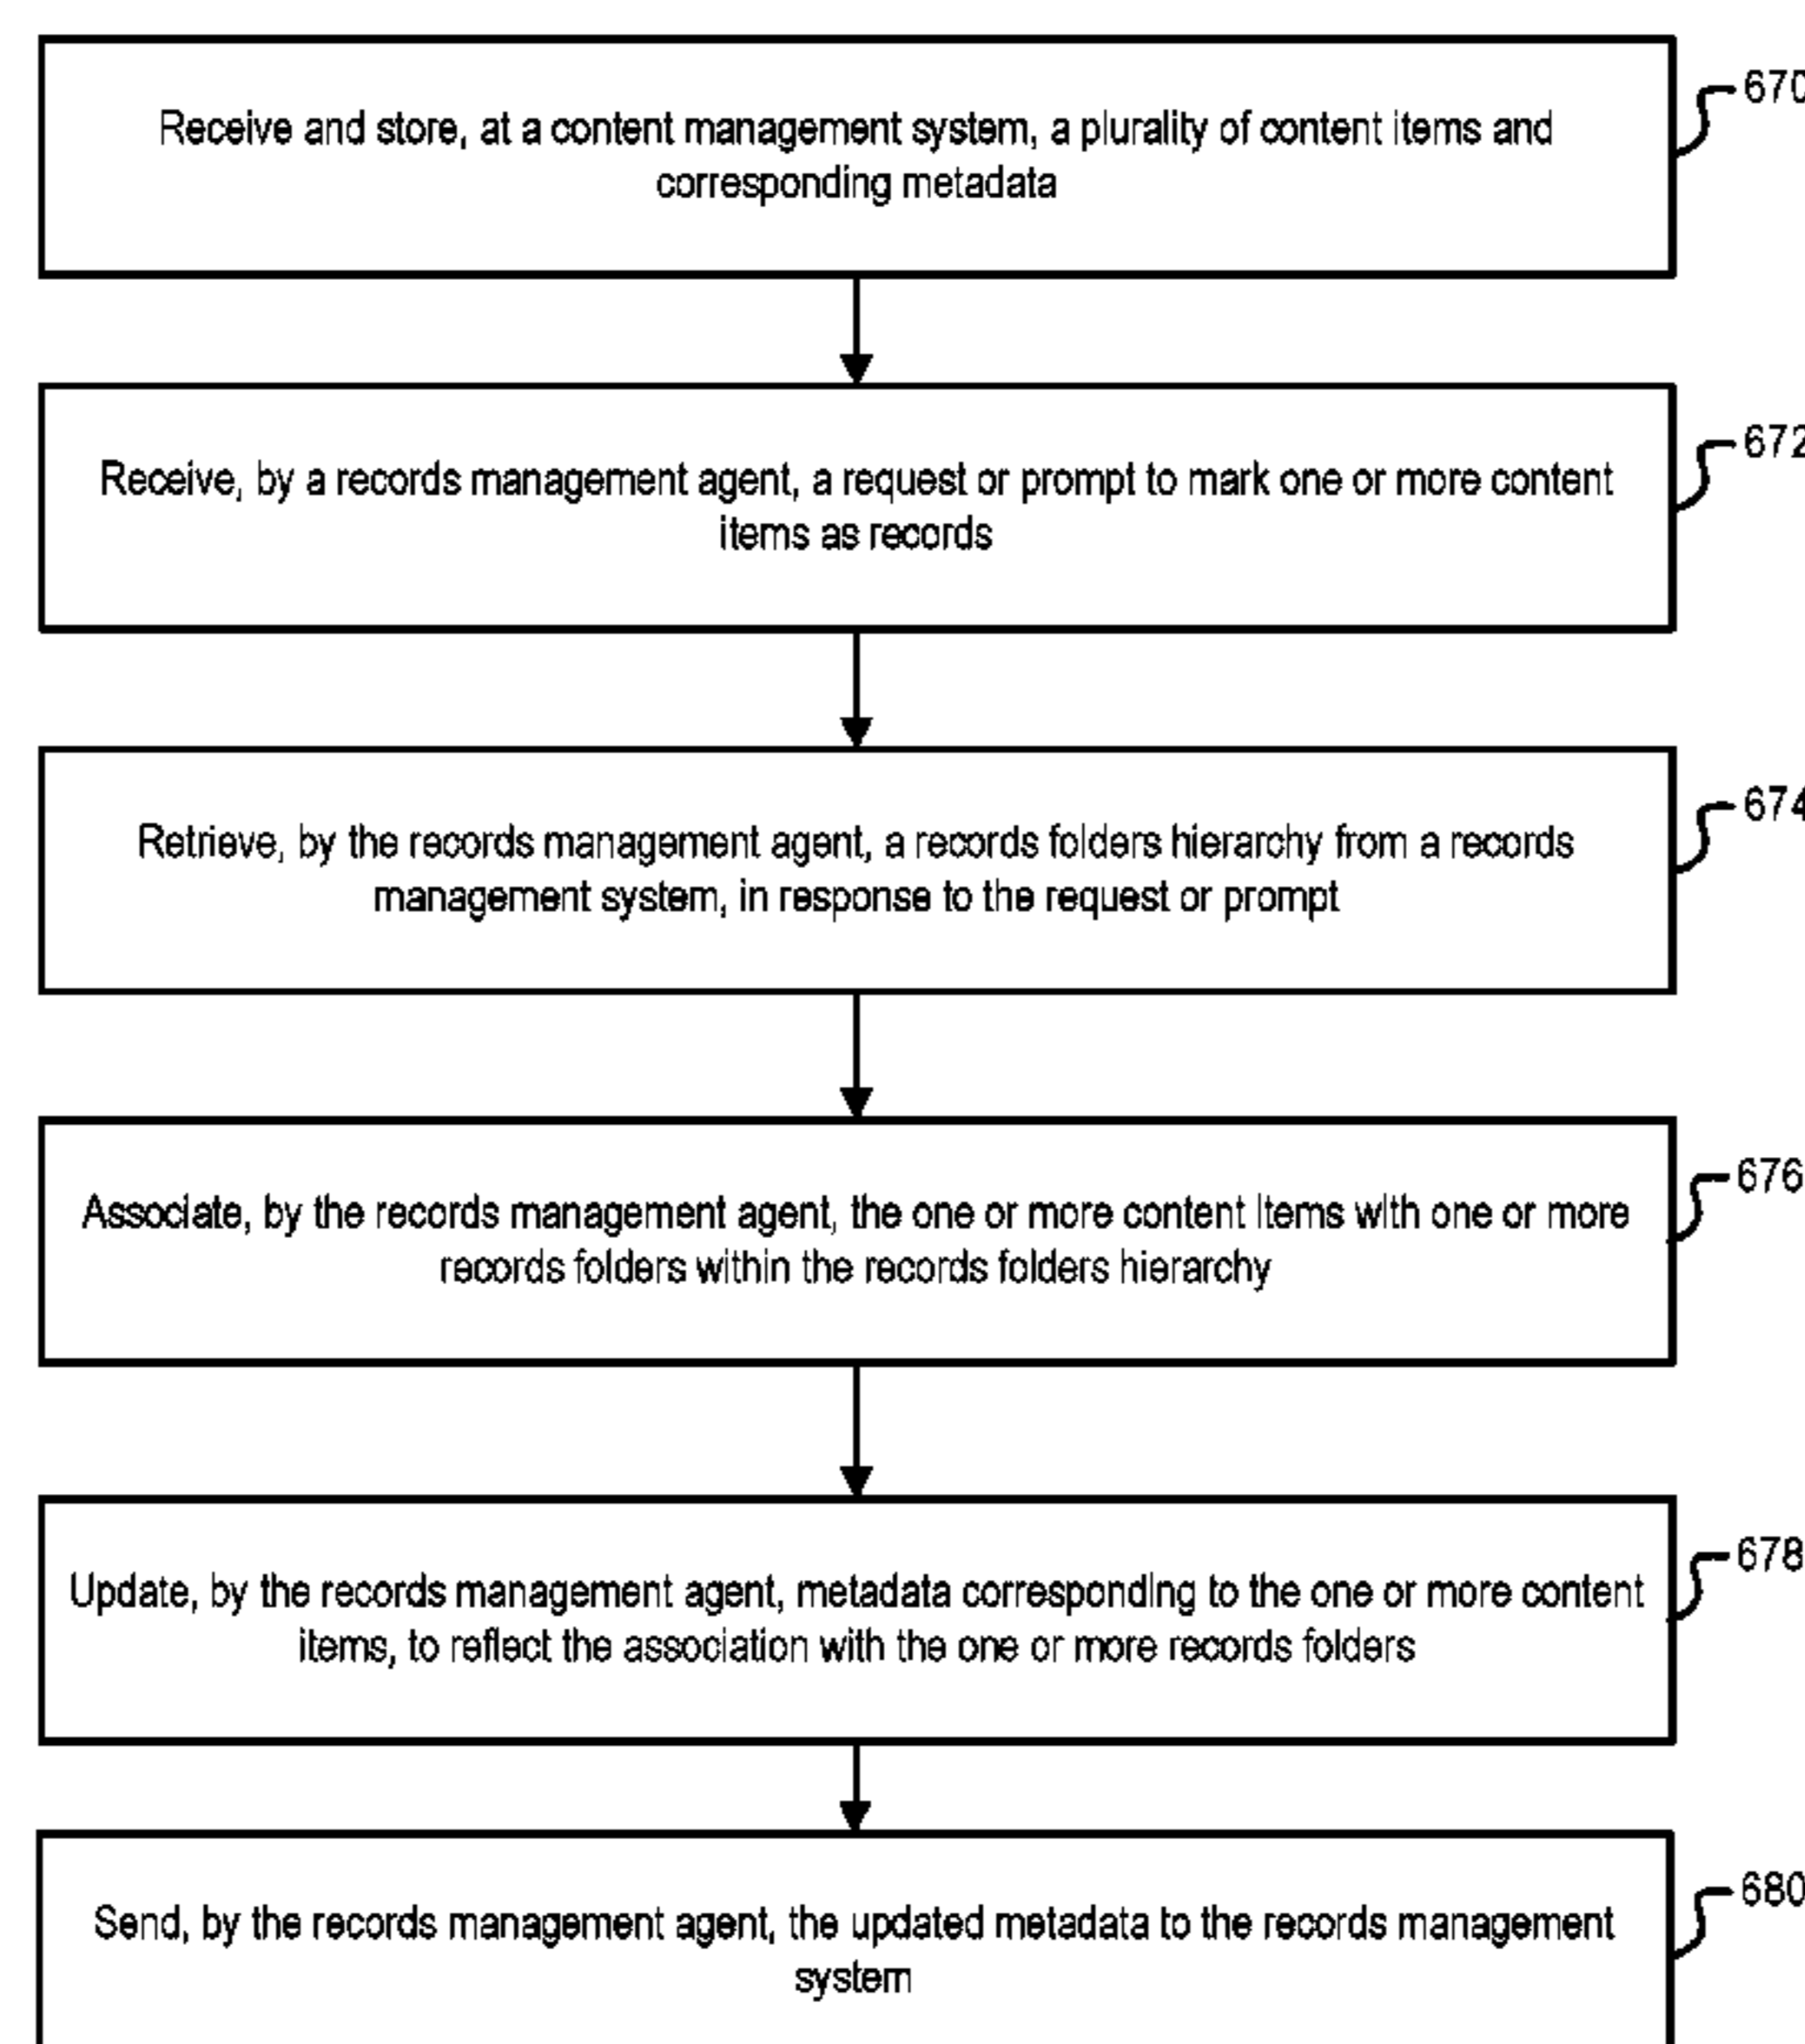 Receive and store, at a content management system, a plurality of content items and
corresponding metadata
670
Receive, by a records management agent, a request or prompt to mark one or more content
items as records
672
Retrieve, by the records management agent, a records folders hierarchy from a records
management system, in response to the request or prompt
674
Associate, by the records management agent, the one or more content items with one or more
records folders within the records folders hierarchy
676
Update, by the records management agent, metadata corresponding to the one or more content
items, to reflect the association with the one or more records folders
678
Send, by the records management agent, the updated metadata to the records management
system
680